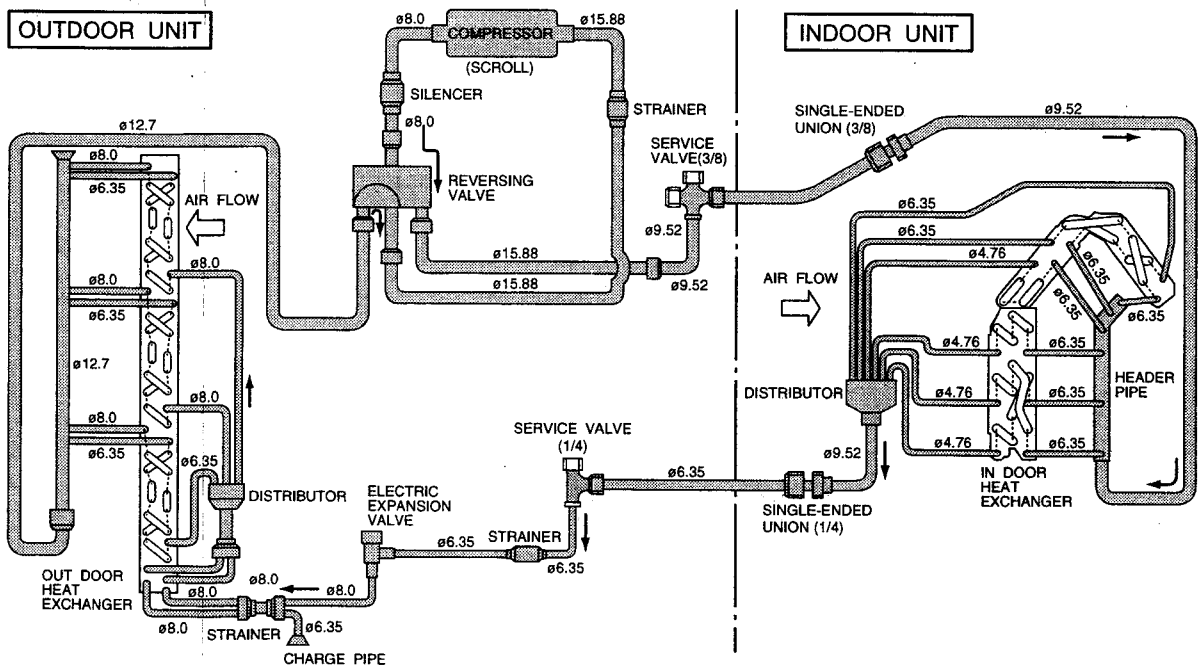 OUTDOOR UNIT
INDOOR UNIT
ø8.0
COMPRESSOR
(SCROLL)
ø15.88
SILENCER
STRAINER
ø8.0
ø12.7
ø8.0
ø6.35
AIR FLOW
REVERSING
VALVE
SERVICE
VALVE(3/8)
SINGLE-ENDED
UNION (3/8)
ø9.52
ø9.52
ø15.88
ø15.88
ø9.52
ø8.0
ø8.0
ø6.35
ø12.7
ø8.0
ø8.0
ø6.35
ø6.35
DISTRIBUTOR
OUT DOOR
HEAT
EXCHANGER
ø8.0
ø8.0
ø8.0
ø8.0
STRAINER
ø6.35
CHARGE PIPE
ELECTRIC
EXPANSION
VALVE
ø6.35
STRAINER
ø6.35
SERVICE VALVE
(1/4)
ø6.35
SINGLE-ENDED
UNION (1/4)
AIR FLOW
ø6.35
ø6.35
ø4.76
ø6.35
ø6.35
ø6.35
ø4.76
ø6.35
DISTRIBUTOR
ø4.76
ø6.35
HEADER
PIPE
ø9.52
ø4.76
ø6.35
IN DOOR
HEAT
EXCHANGER